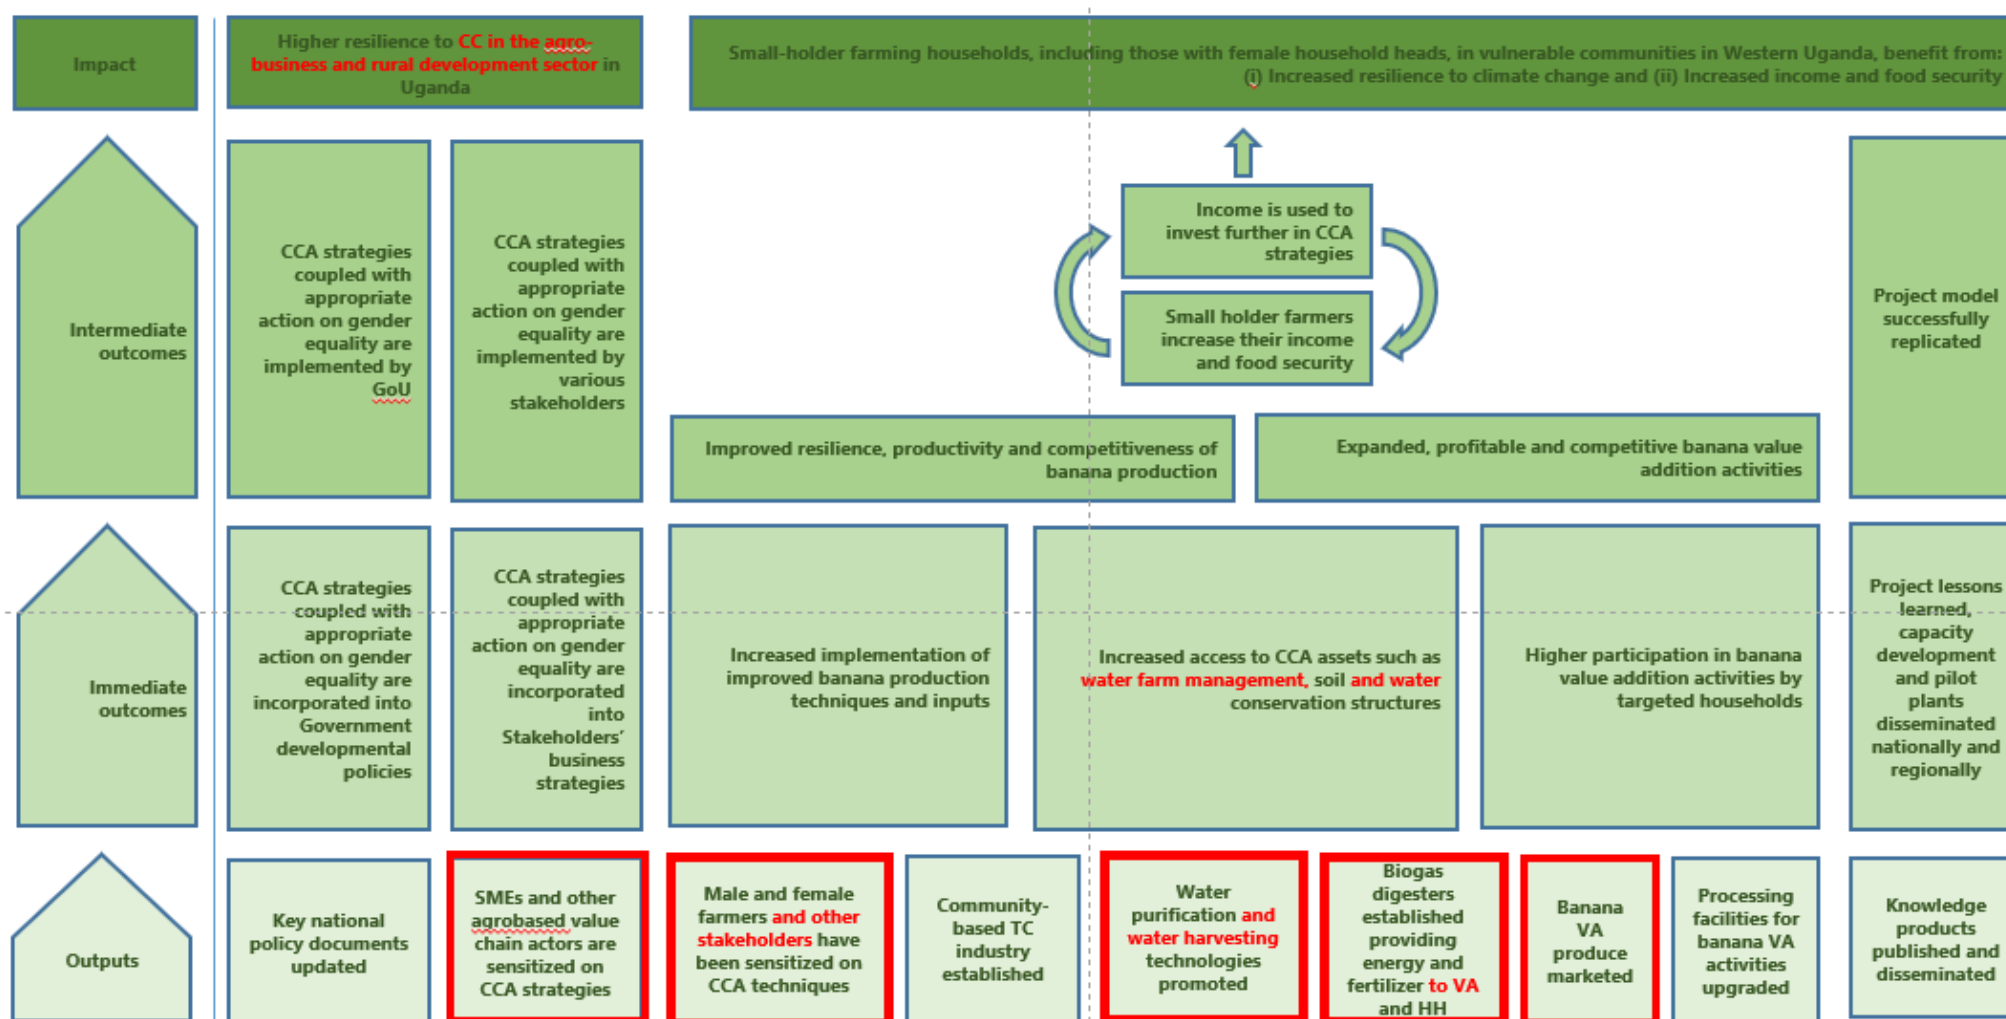 Impact
Higher resilience to CC in the agro-
business and rural development sector in
Uganda
Small-holder farming households, including those with female household heads, in vulnerable communities in Western Uganda, benefit from:
(i) Increased resilience to climate change and (ii) Increased income and food security
Intermediate
outcomes
CCA strategies
coupled with
appropriate
action on gender
equality are
implemented by
GoU
CCA strategies
coupled with
appropriate
action on gender
equality are
implemented by
various
stakeholders
Income is used to
invest further in CCA
strategies
Small holder farmers
increase their income
and food security
Improved resilience, productivity and competitiveness of
banana production
Expanded, profitable and competitive banana value
addition activities
Project model
successfully
replicated
Immediate
outcomes
CCA strategies
coupled with
appropriate
action on gender
equality are
incorporated into
Government
developmental
policies
CCA strategies
coupled with
appropriate
action on gender
equality are
incorporated
into
Stakeholders'
business
strategies
Increased implementation of
improved banana production
techniques and inputs
Increased access to CCA assets such as
water farm management, soil and water
conservation structures
Higher participation in banana
value addition activities by
targeted households
Project lessons
learned,
capacity
development
and pilot
plants
disseminated
nationally and
regionally
Outputs
Key national
policy documents
updated
SMEs and other
agrobased value
chain actors are
sensitized on
CCA strategies
Male and female
farmers and other
stakeholders have
been sensitized on
CCA techniques
Community-
based TC
industry
established
Water
purification and
water harvesting
technologies
promoted
Biogas
digesters
established
providing
energy and
fertilizer to VA
and HH
Banana
VA
produce
marketed
Processing
facilities for
banana VA
activities
upgraded
Knowledge
products
published and
disseminated